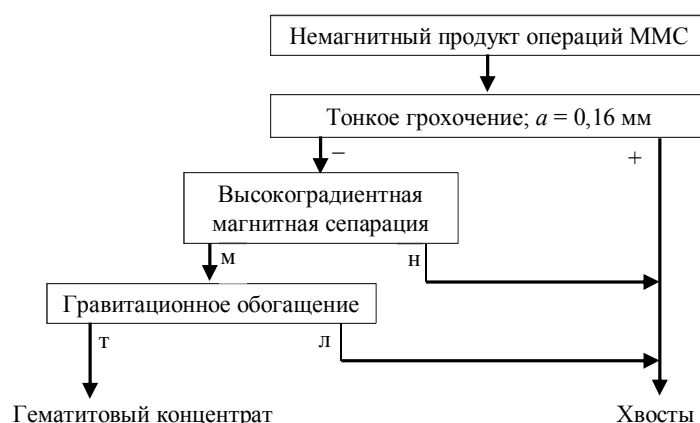 Немагнитный продукт операций ММС
Тонкое грохочение; a = 0,16 мм
– +
Высокоградиентная
магнитная сепарация
м н
Гравитационное обогащение
т л
Гематитовый концентрат Хвосты